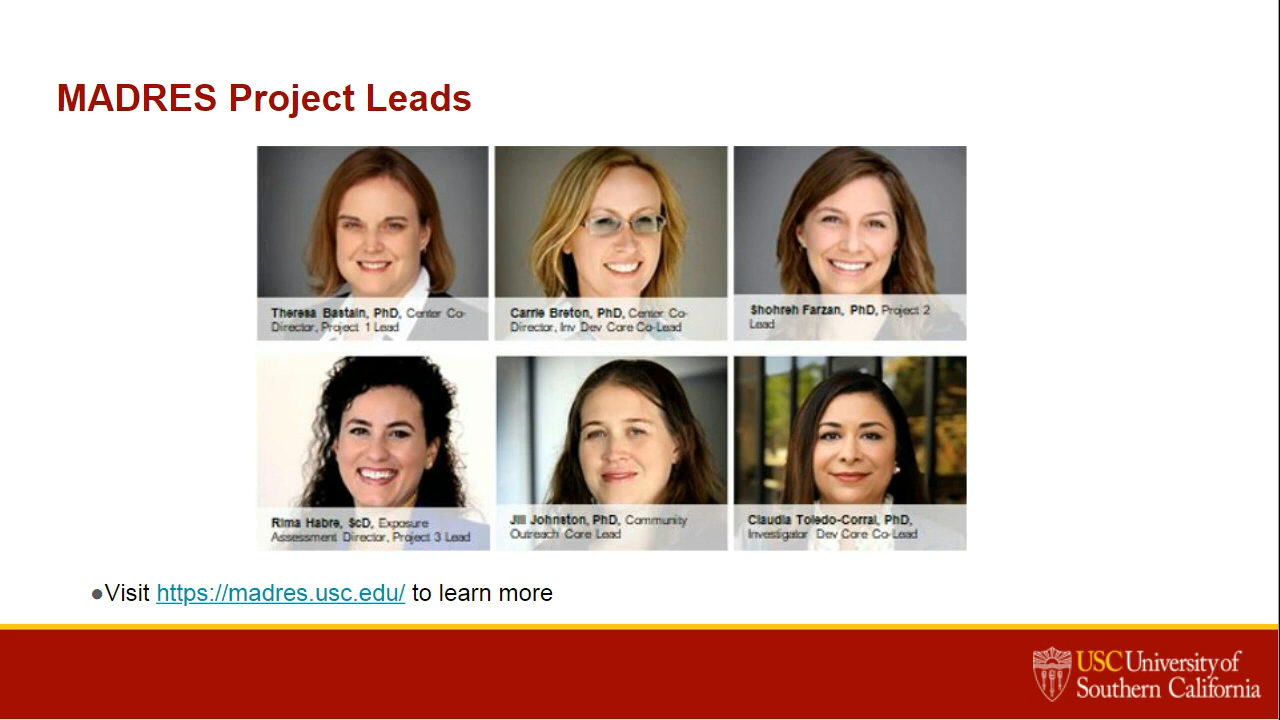 MADRES Project Leads
Theresa Bastain, PhD, Center Co-
Director, Project 1 Lead
Carrie Breton, PhD, Center Co-
Director, Inv Dev Core Co-Lead
Shohreh Farzan, PhD, Project 2
Lead
Rima Habre, ScD, Exposure
Assessment Director, Project 3 Lead
Jill Johnston, PhD, Community
Outreach Core Lead
Claudia Toledo-Corral, PhD,
Investigator Dev Core Co-Lead
●Visit https://madres.usc.edu/ to learn more
USC University of
Southern California